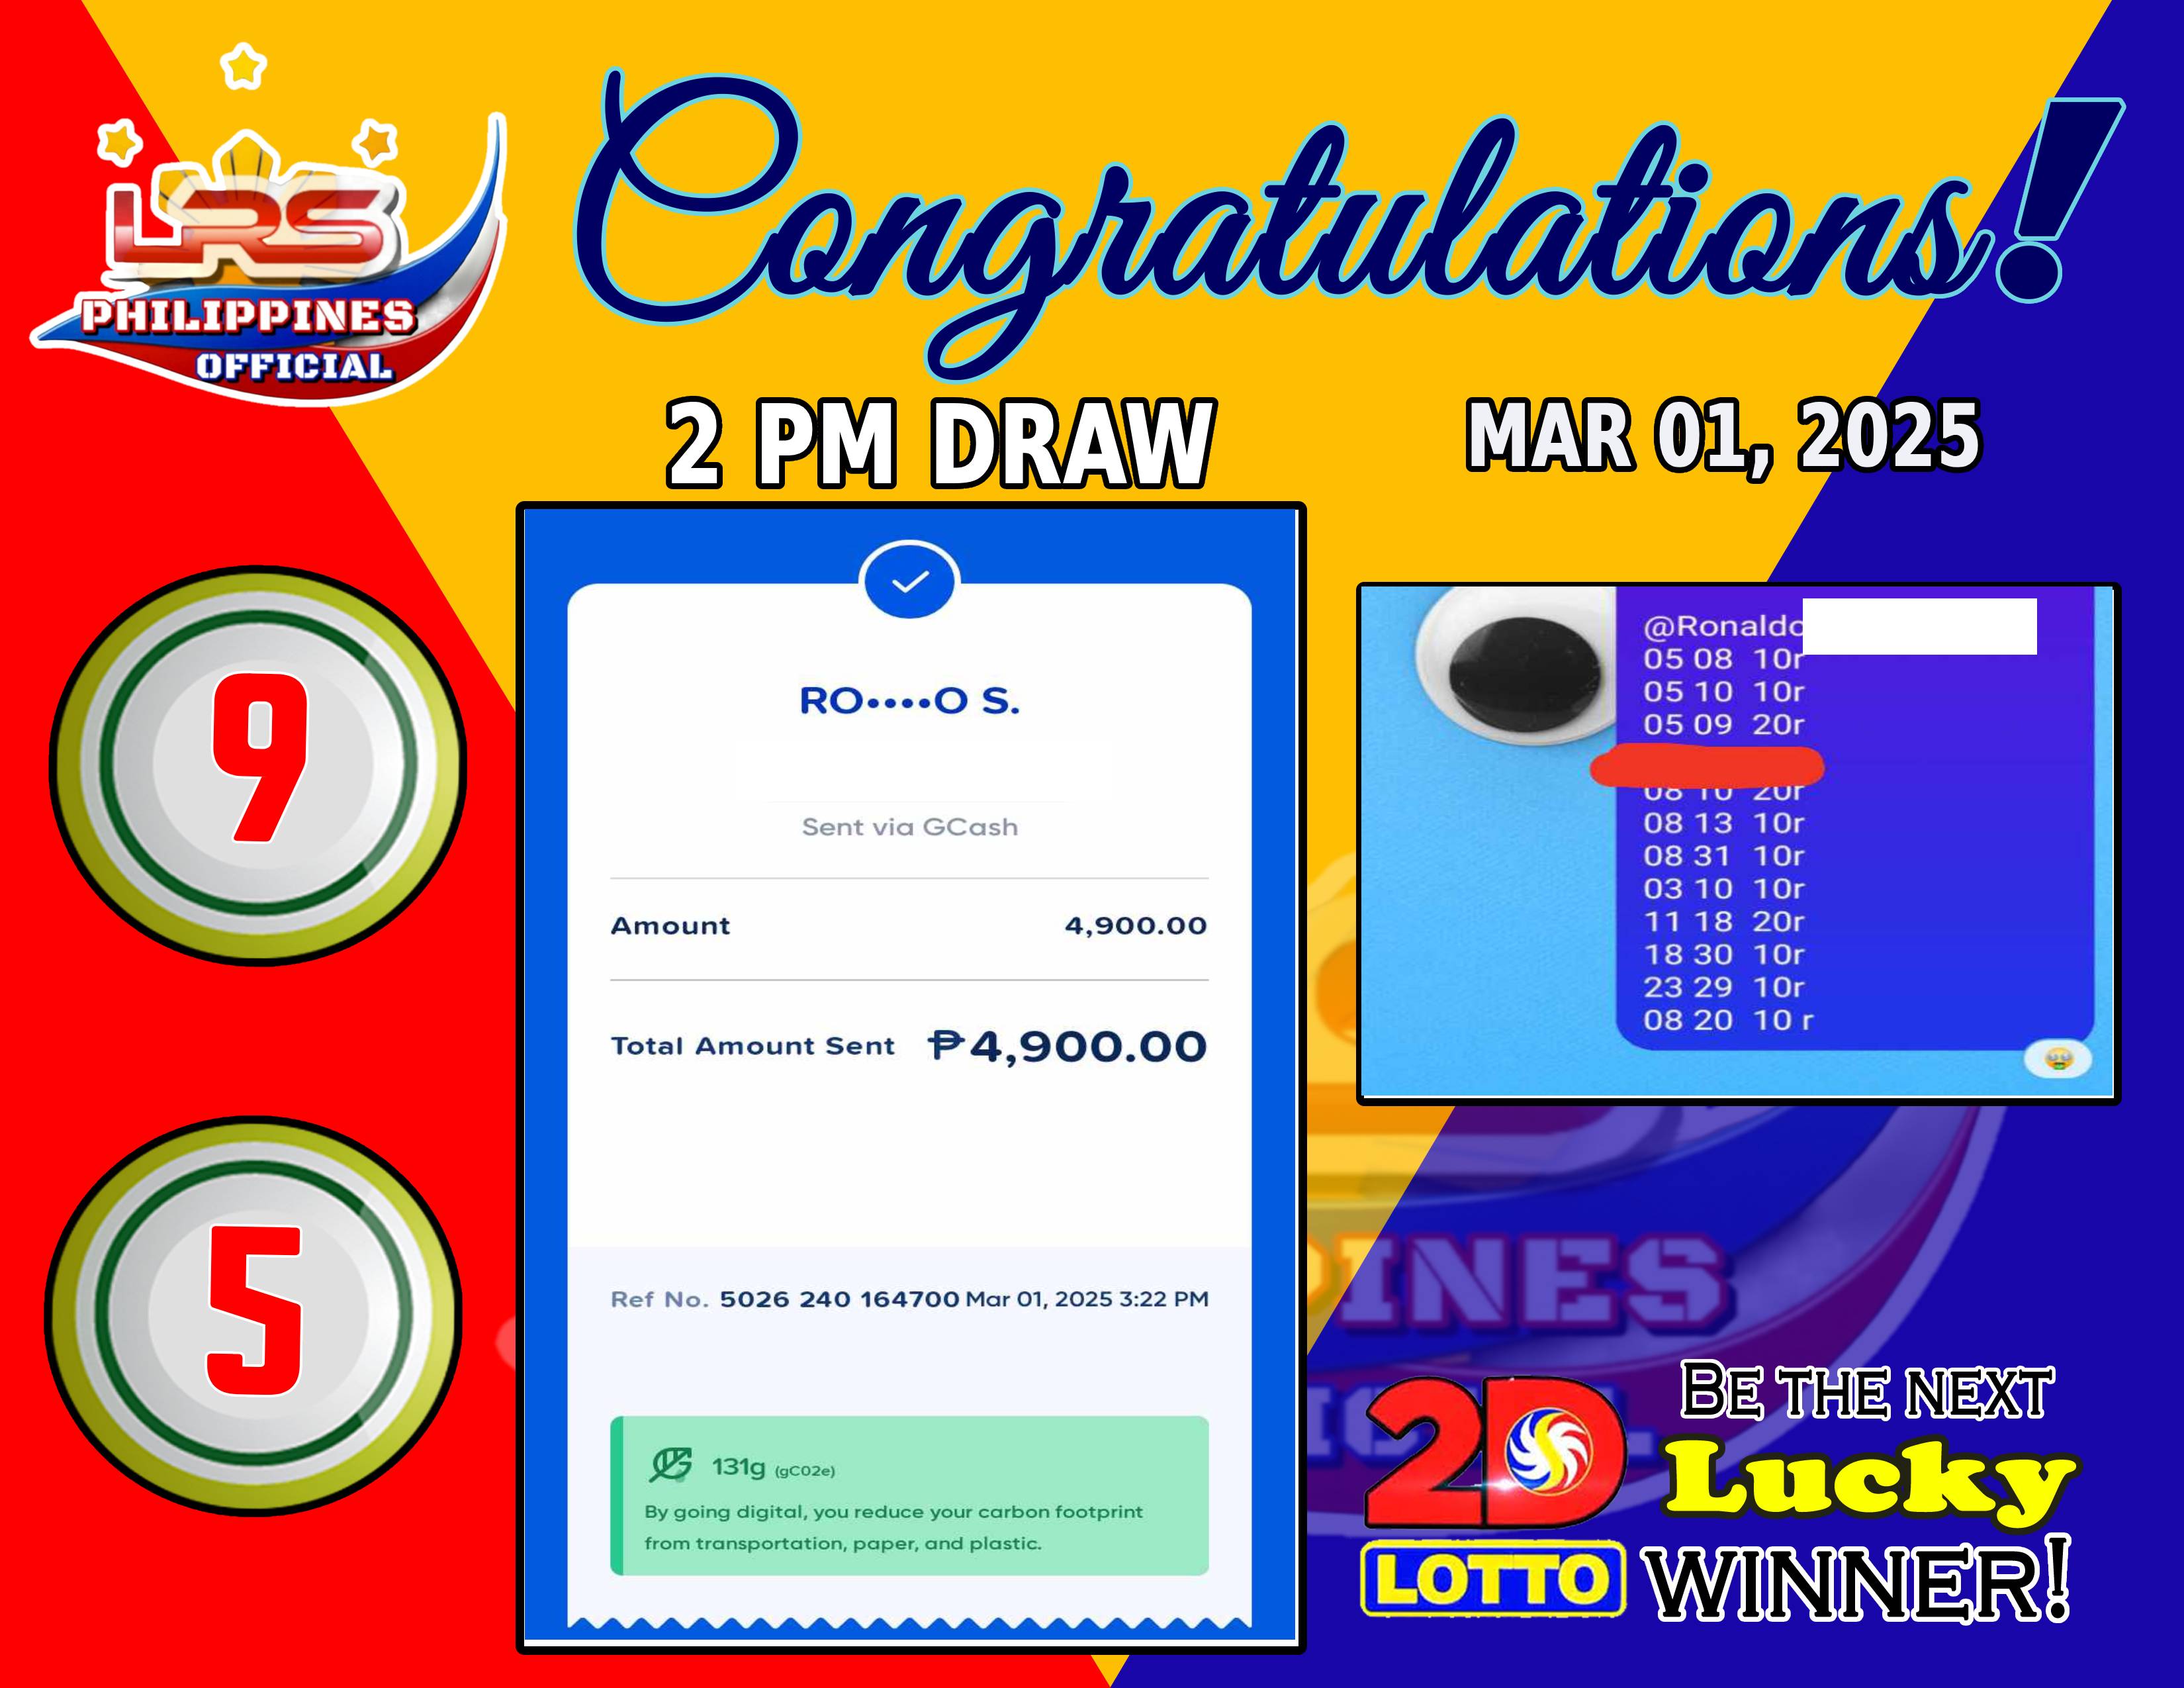 LRS
PHILIPPINES
OFFICIAL
Congratulations!
2 PM DRAW
MAR 01, 2025
9
5
RO••••O S.
Sent via GCash
Amount 4,900.00
Total Amount Sent ₱4,900.00
Ref No. 5026 240 164700 Mar 01, 2025 3:22 PM
131g (gCO2e)
By going digital, you reduce your carbon footprint
from transportation, paper, and plastic.
@Ronaldo
05 08 10r
05 10 10r
05 09 20r
08 10 20r
08 13 10r
08 31 10r
03 10 10r
11 18 20r
18 30 10r
23 29 10r
08 20 10 r
PINES
2D
LOTTO
BE THE NEXT
Lucky
WINNER!